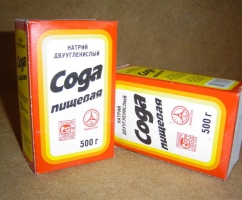 НАТРИЙ
ДВУУГЛЕКИСЛЫЙ
Сода
пищевая
500 г
НАТРИЙ
ДВУУГЛЕКИСЛЫЙ
Сода
пищевая
500 г